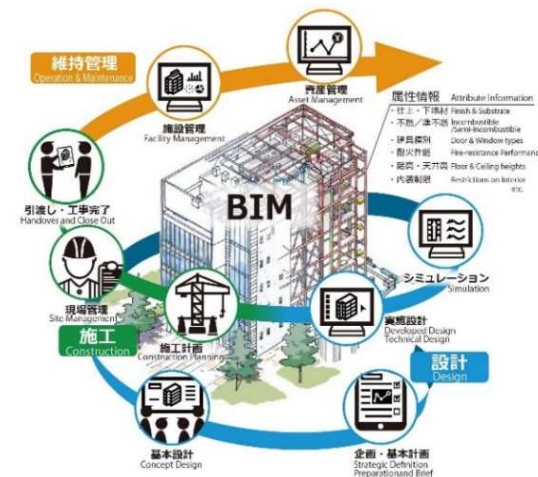 維持管理
Operation & Maintenance
資産管理
Asset Management
施設管理
Facility Management
属性情報 Attribute Information
・仕上・下地材 Finish & Substrate
・不燃/準不燃 Incombustible
/Semi-incombustible
・建具種別 Door & Window types
・耐火性能 Fire-resistance Performance
・階高・天井高 Floor & Ceiling heights
・内装制限 Restrictions on Interior
etc.
BIM
引渡し・工事完了
Handover and Close Out
シミュレーション
Simulation
現場管理
Site Management
施工
Construction
施工計画
Construction Planning
実施設計
Developed Design
Technical Design
設計
Design
基本設計
Concept Design
企画・基本計画
Strategic Definition
Preparationand Brief